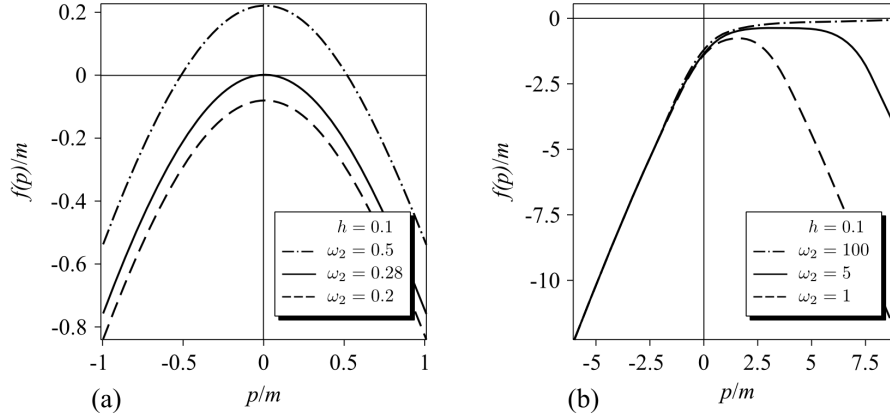 0.2
0
-0.2
-0.4
-0.6
-0.8
f(p)/m
h = 0.1
ω₂ = 0.5
ω₂ = 0.28
ω₂ = 0.2
-1
-0.5
0
0.5
1
(a)
p/m
0
-2.5
-5
-7.5
-10
f(p)/m
h = 0.1
ω₂ = 100
ω₂ = 5
ω₂ = 1
-5
-2.5
0
2.5
5
7.5
(b)
p/m